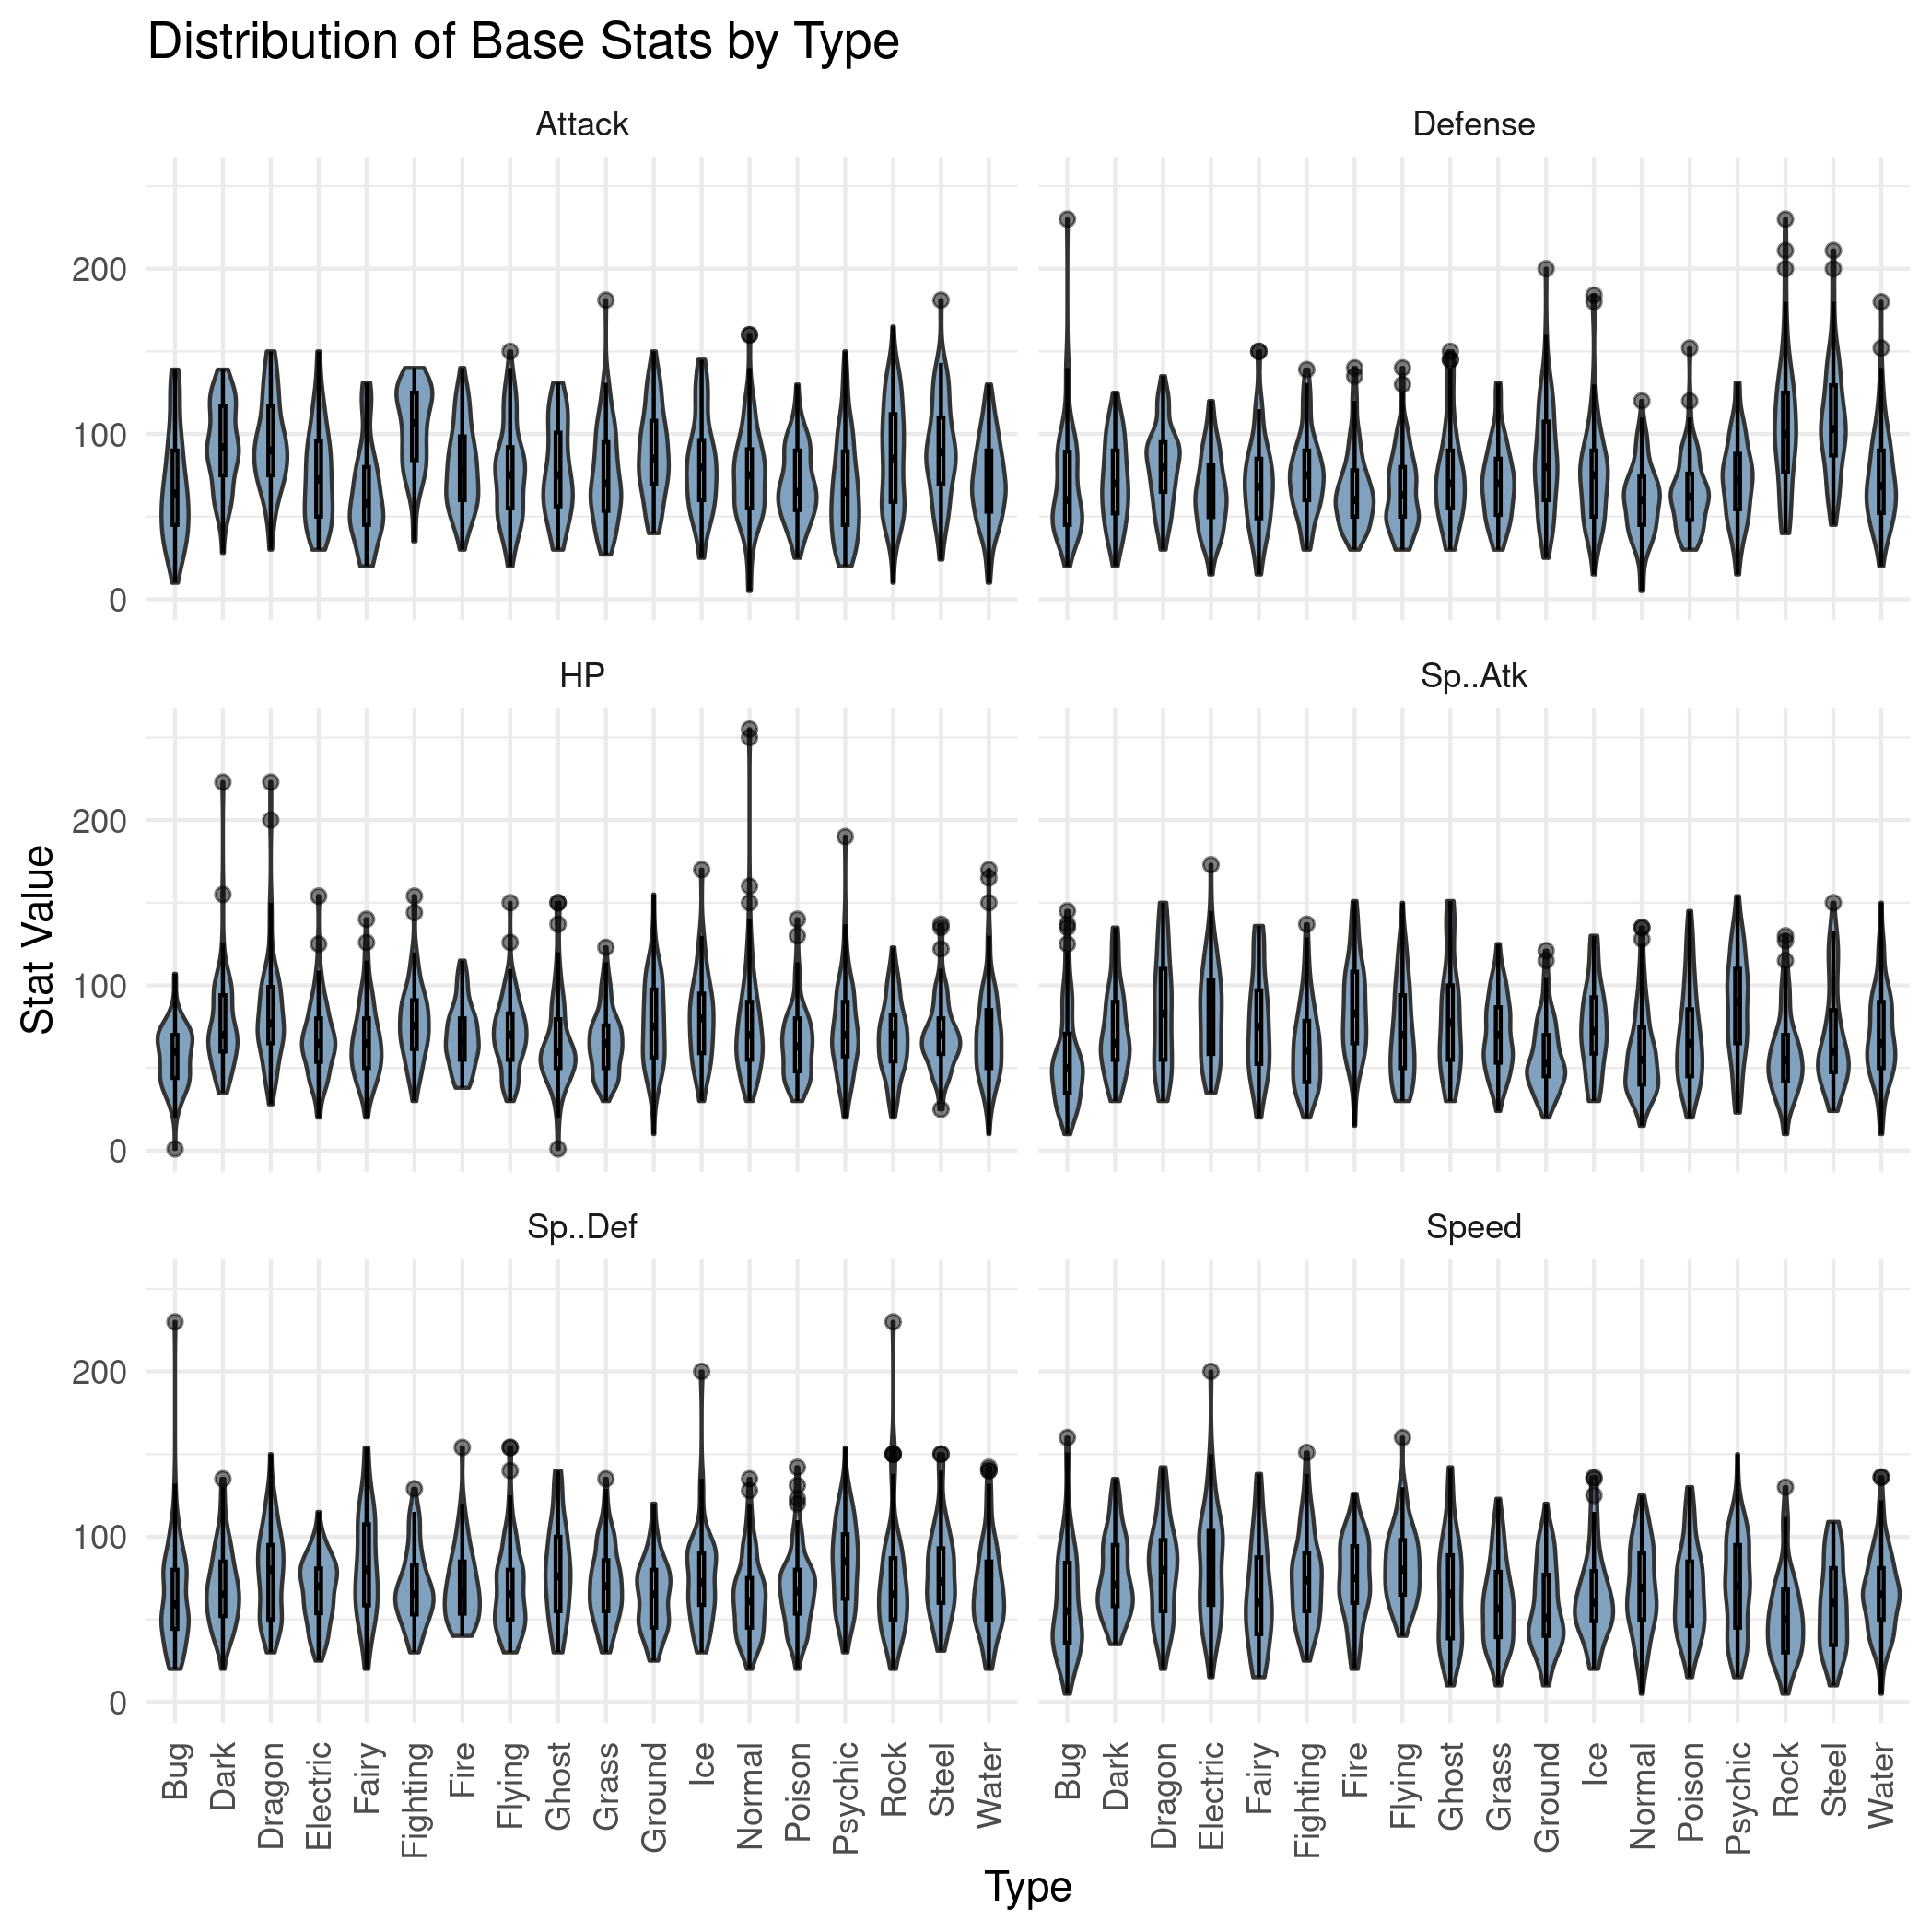 Distribution of Base Stats by Type
Attack
Defense
200
100
0
HP
Sp..Atk
200
100
0
Stat Value
Sp..Def
Speed
200
100
0
Bug Dark Dragon Electric Fairy Fighting Fire Flying Ghost Grass Ground Ice Normal Poison Psychic Rock Steel Water
Bug Dark Dragon Electric Fairy Fighting Fire Flying Ghost Grass Ground Ice Normal Poison Psychic Rock Steel Water
Type